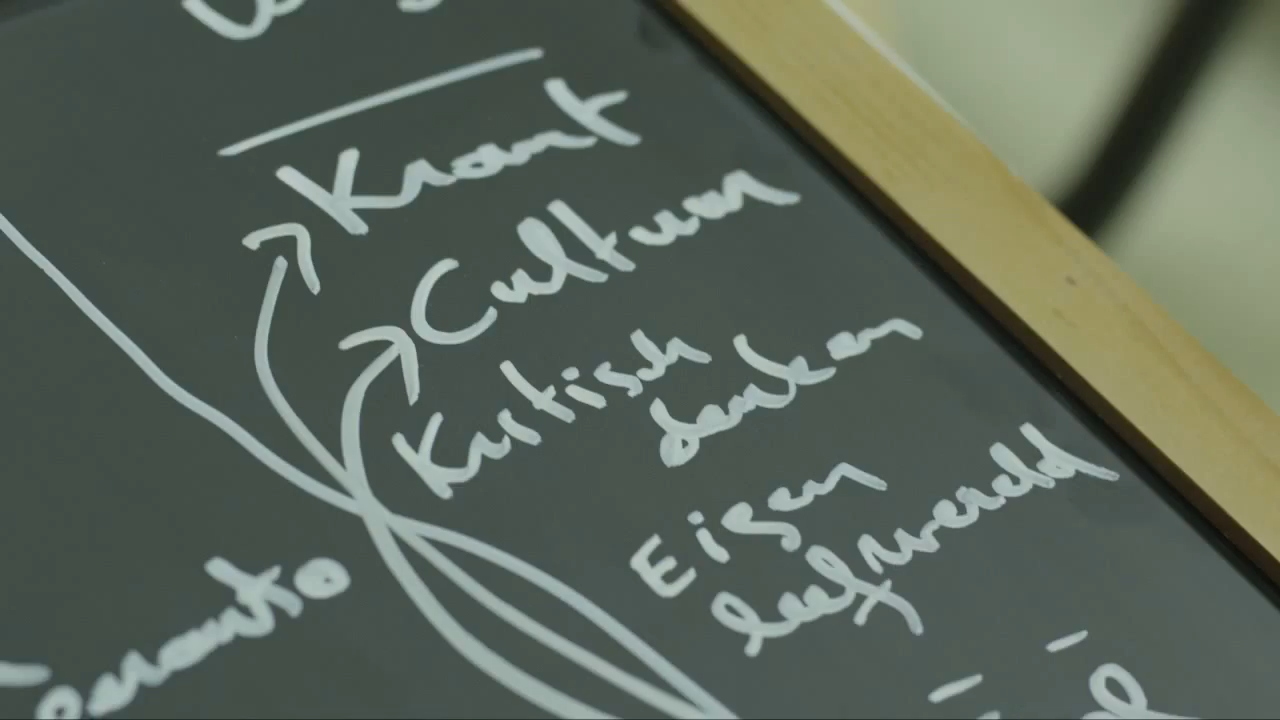 Krant
Cultuur
Kritisch
denken
Eigen
leefwereld